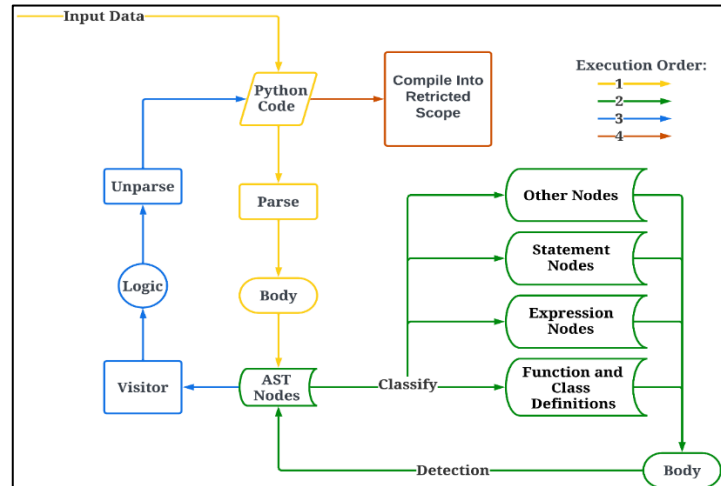 Input Data
Python
Code
Compile Into
Retricted
Scope
Execution Order:
1
2
3
4
Unparse
Parse
Other Nodes
Statement
Nodes
Logic
Body
Expression
Nodes
Visitor
AST
Nodes
Classify
Function and
Class
Definitions
Detection
Body